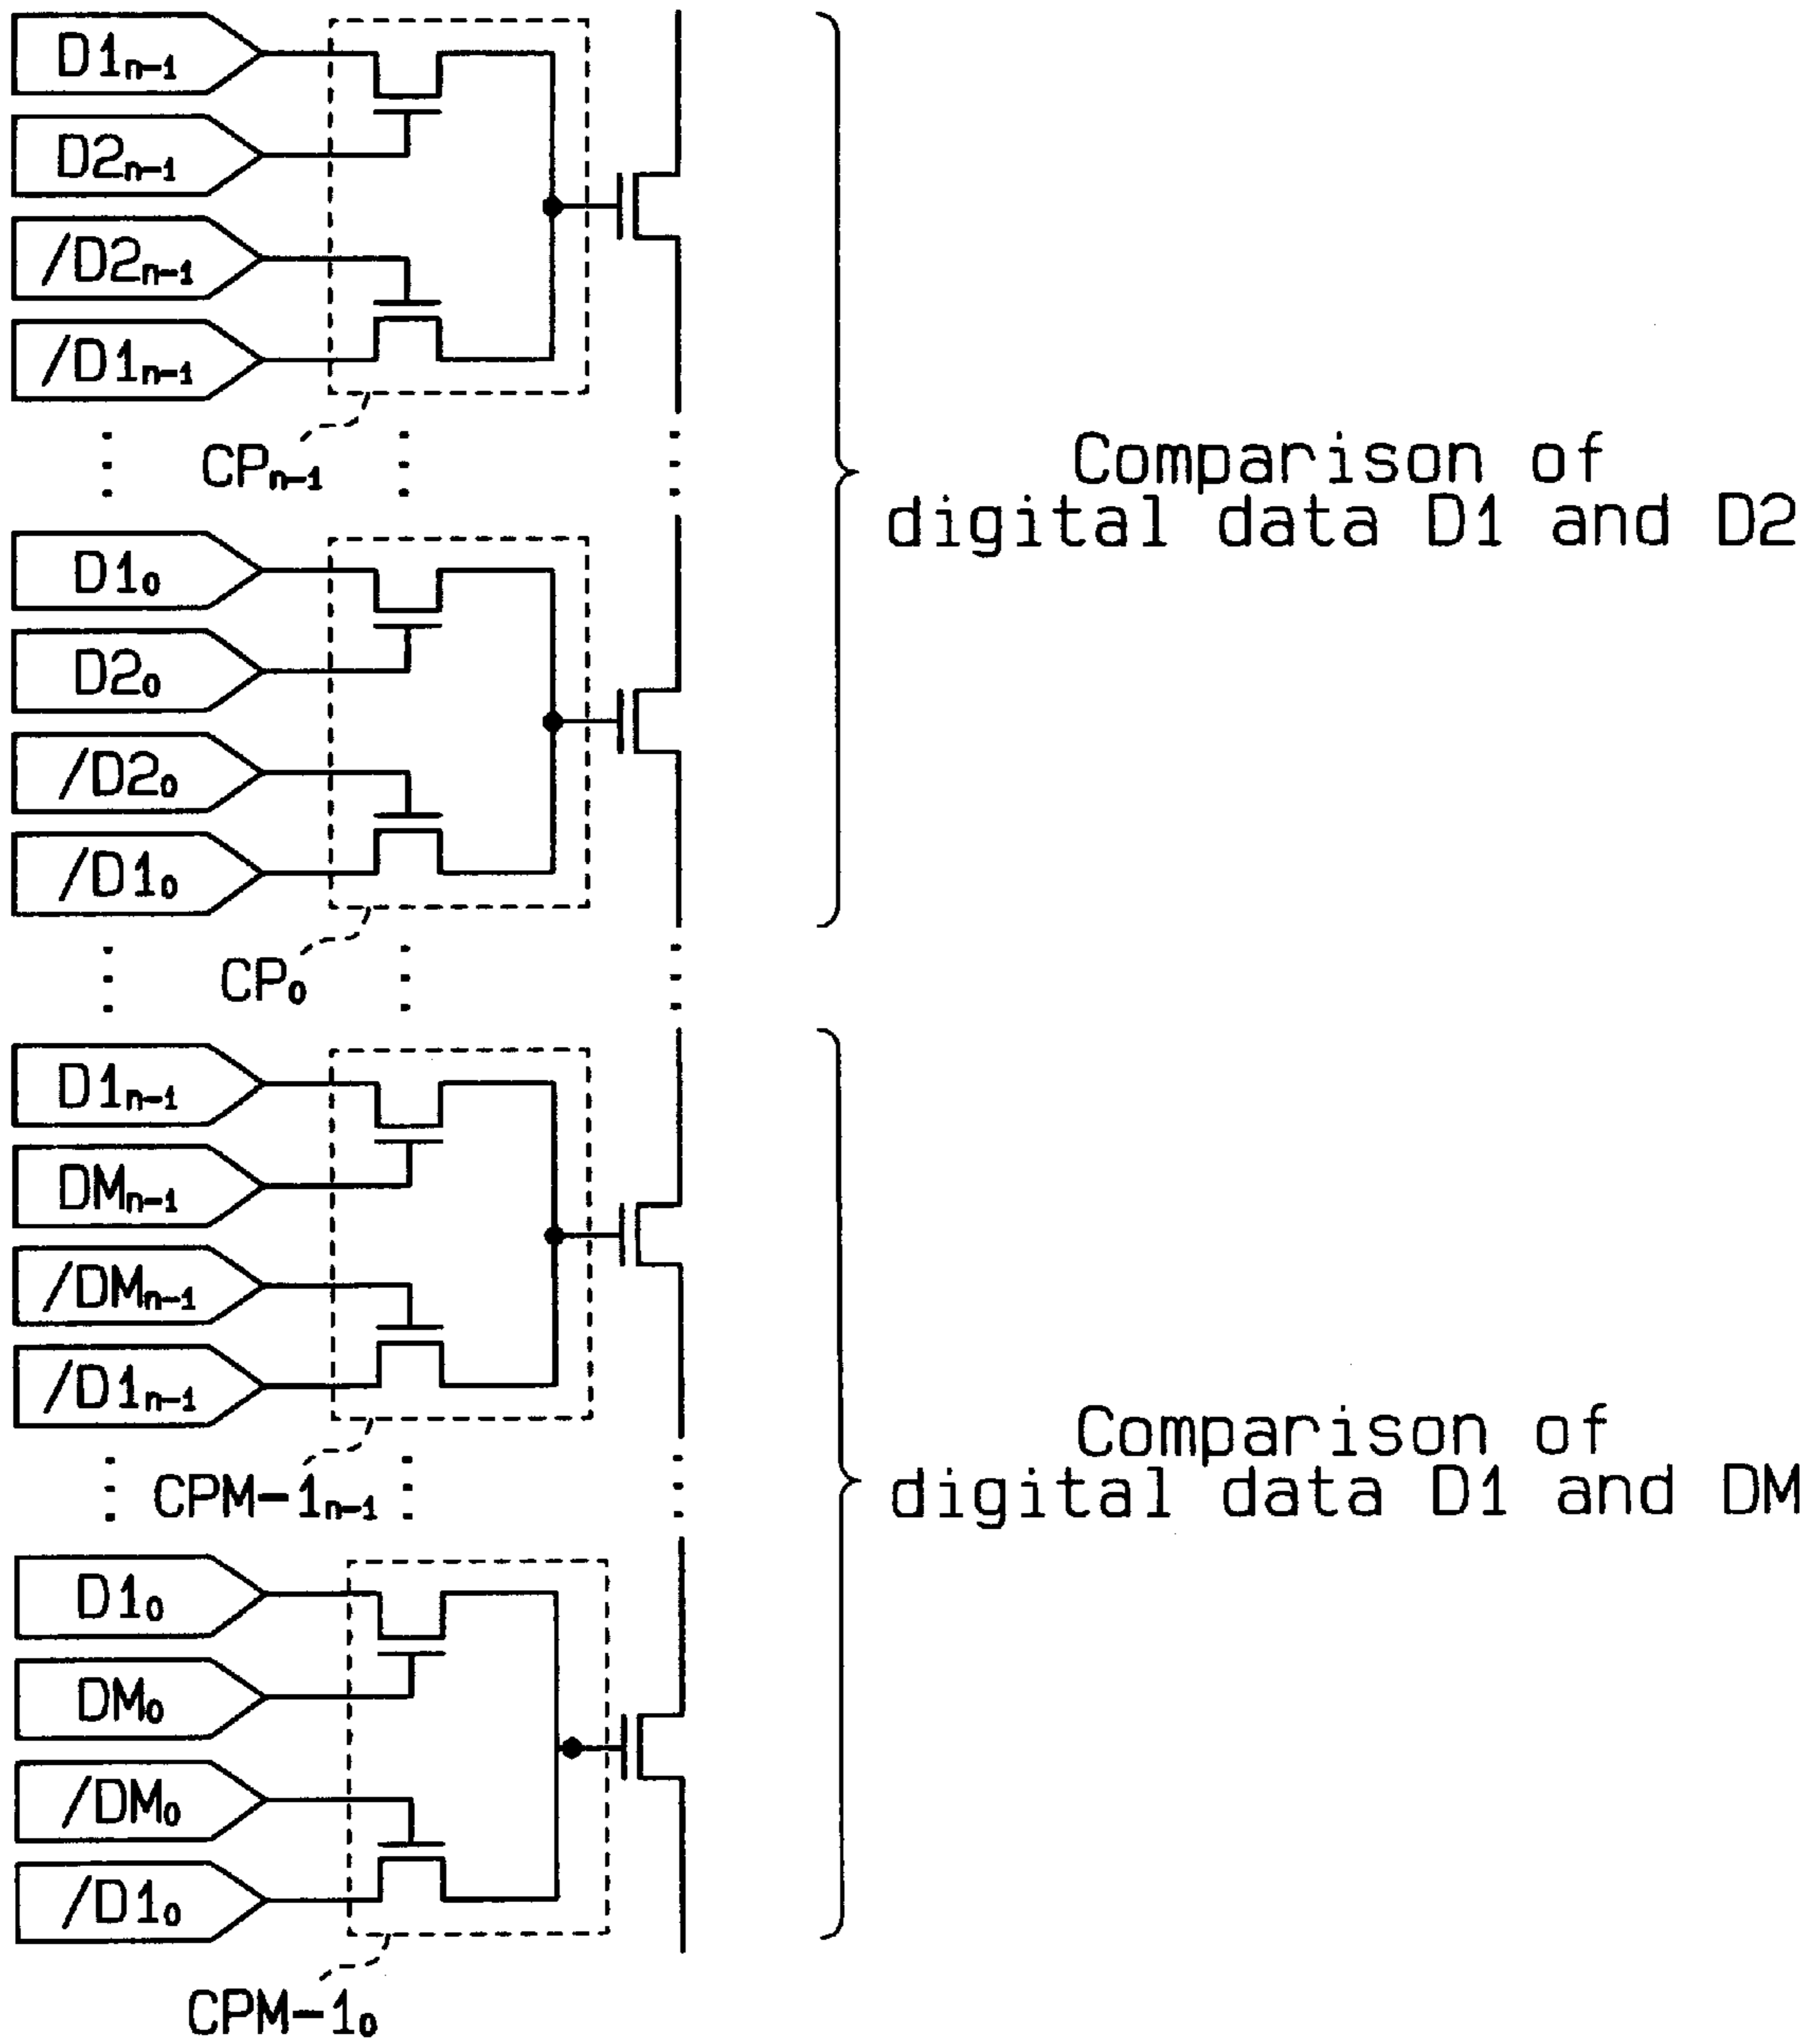 D1n-1
D2n-1
/D2n-1
/D1n-1
CPn-1
Comparison of
digital data D1 and D2
D10
D20
/D20
/D10
CP0
D1n-1
DMn-1
/DMn-1
/D1n-1
CPM-1n-1
Comparison of
digital data D1 and DM
D10
DM0
/DM0
/D10
CPM-10